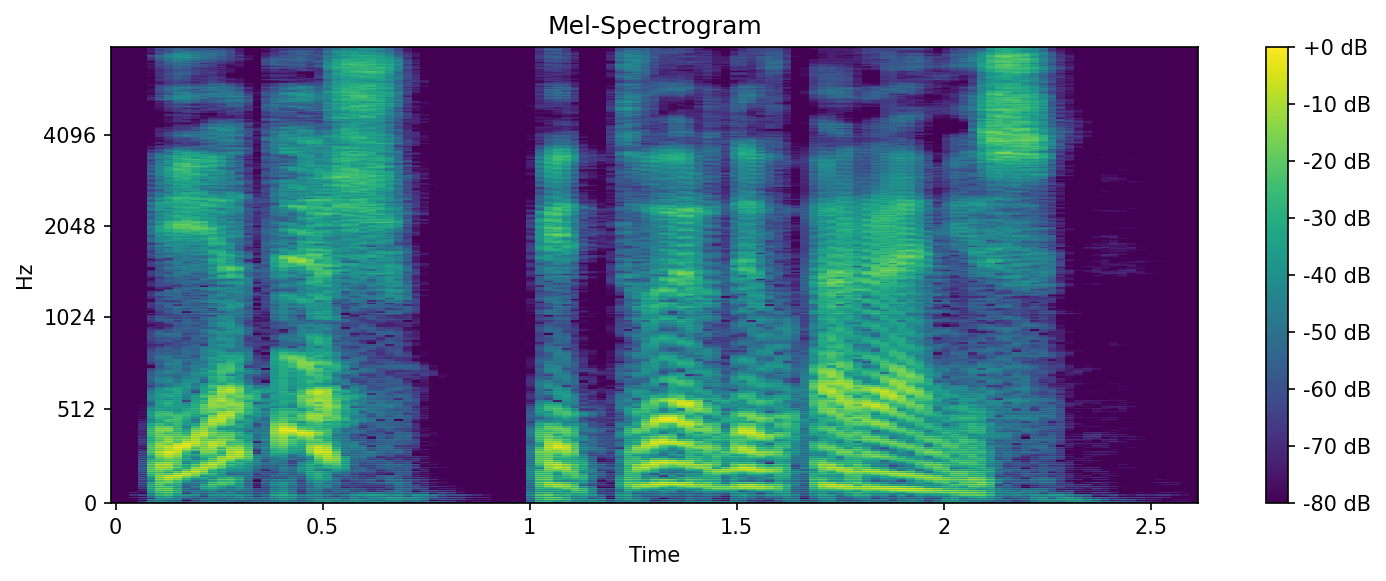 Mel-Spectrogram
+0 dB
4096
-10 dB
-20 dB
2048
-30 dB
Hz
-40 dB
1024
-50 dB
512
-60 dB
-70 dB
0
-80 dB
0 0.5 1 1.5 2 2.5
Time